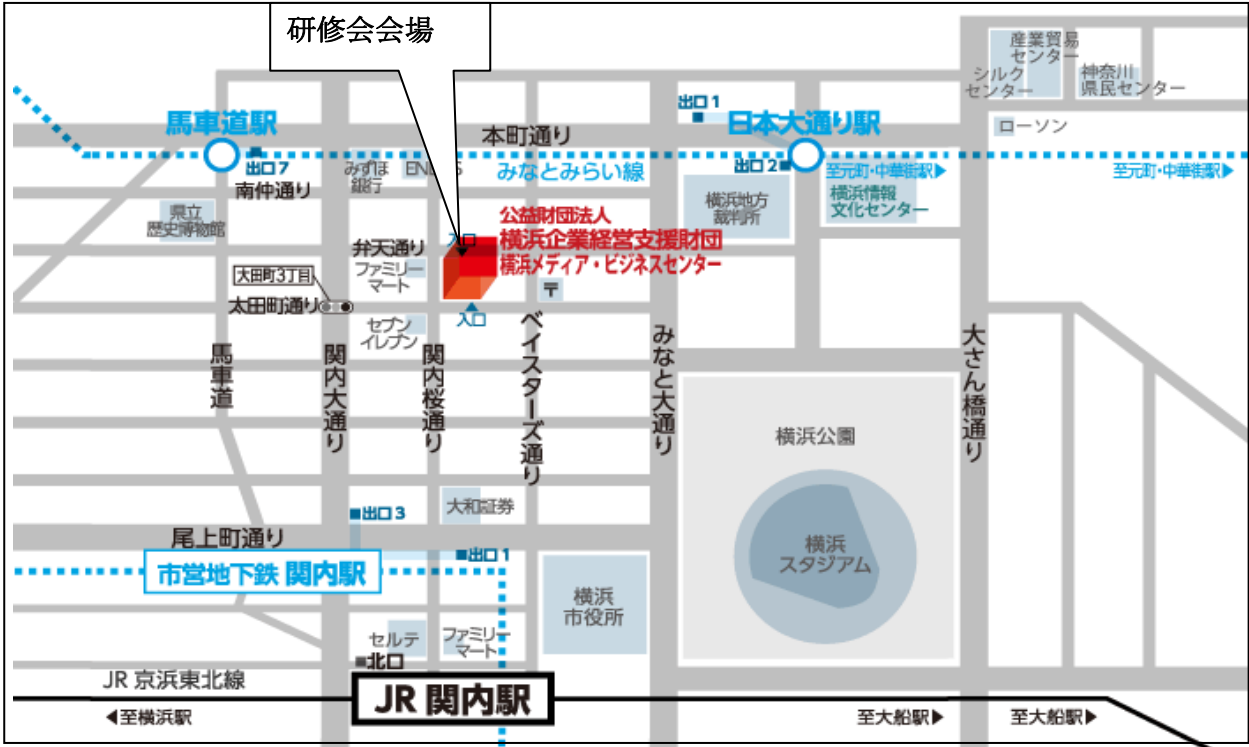 研修会会場
産業貿易
センター
シルク
センター
神奈川
県民センター
出口1
馬車道駅
日本大通り駅
ローソン
本町通り
出口7
みずほ
銀行
みなとみらい線
出口2
至元町・中華街駅▶
至元町・中華街駅▶
南仲通り
横浜地方
裁判所
横浜情報
文化センター
県立
歴史博物館
公益財団法人
入口
横浜企業経営支援財団
横浜メディア・ビジネスセンター
弁天通り
ファミリー
マート
大田町3丁目
太田町通り
〒
入口
セブン
イレブン
馬車道
関内大通り
関内桜通り
ベイスターズ通り
みなと大通り
大さん橋通り
横浜公園
大和証券
出口3
尾上町通り
出口1
横浜
スタジアム
市営地下鉄 関内駅
横浜
市役所
セルテ
ファミリー
マート
北口
JR 京浜東北線
JR 関内駅
◀至横浜駅
至大船駅▶
至大船駅▶